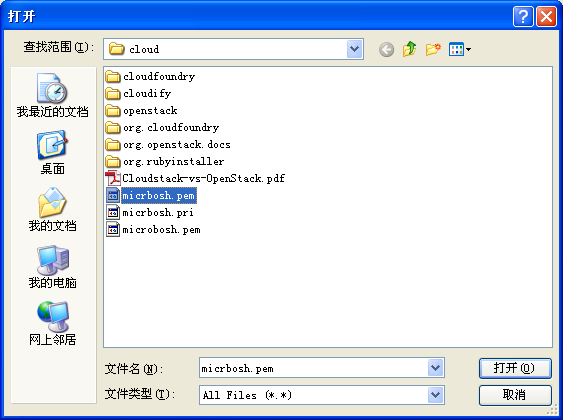 打开
查找范围(I):
cloud
我最近的文档
桌面
我的文档
我的电脑
网上邻居
cloudfoundry
cloudify
openstack
org.cloudfoundry
org.openstack.docs
org.rubyinstaller
Cloudstack-vs-OpenStack.pdf
micrbosh.pem
micrbosh.pri
microbosh.pem
文件名(N):
micrbosh.pem
打开(O)
文件类型(T):
All Files (*.*)
取消